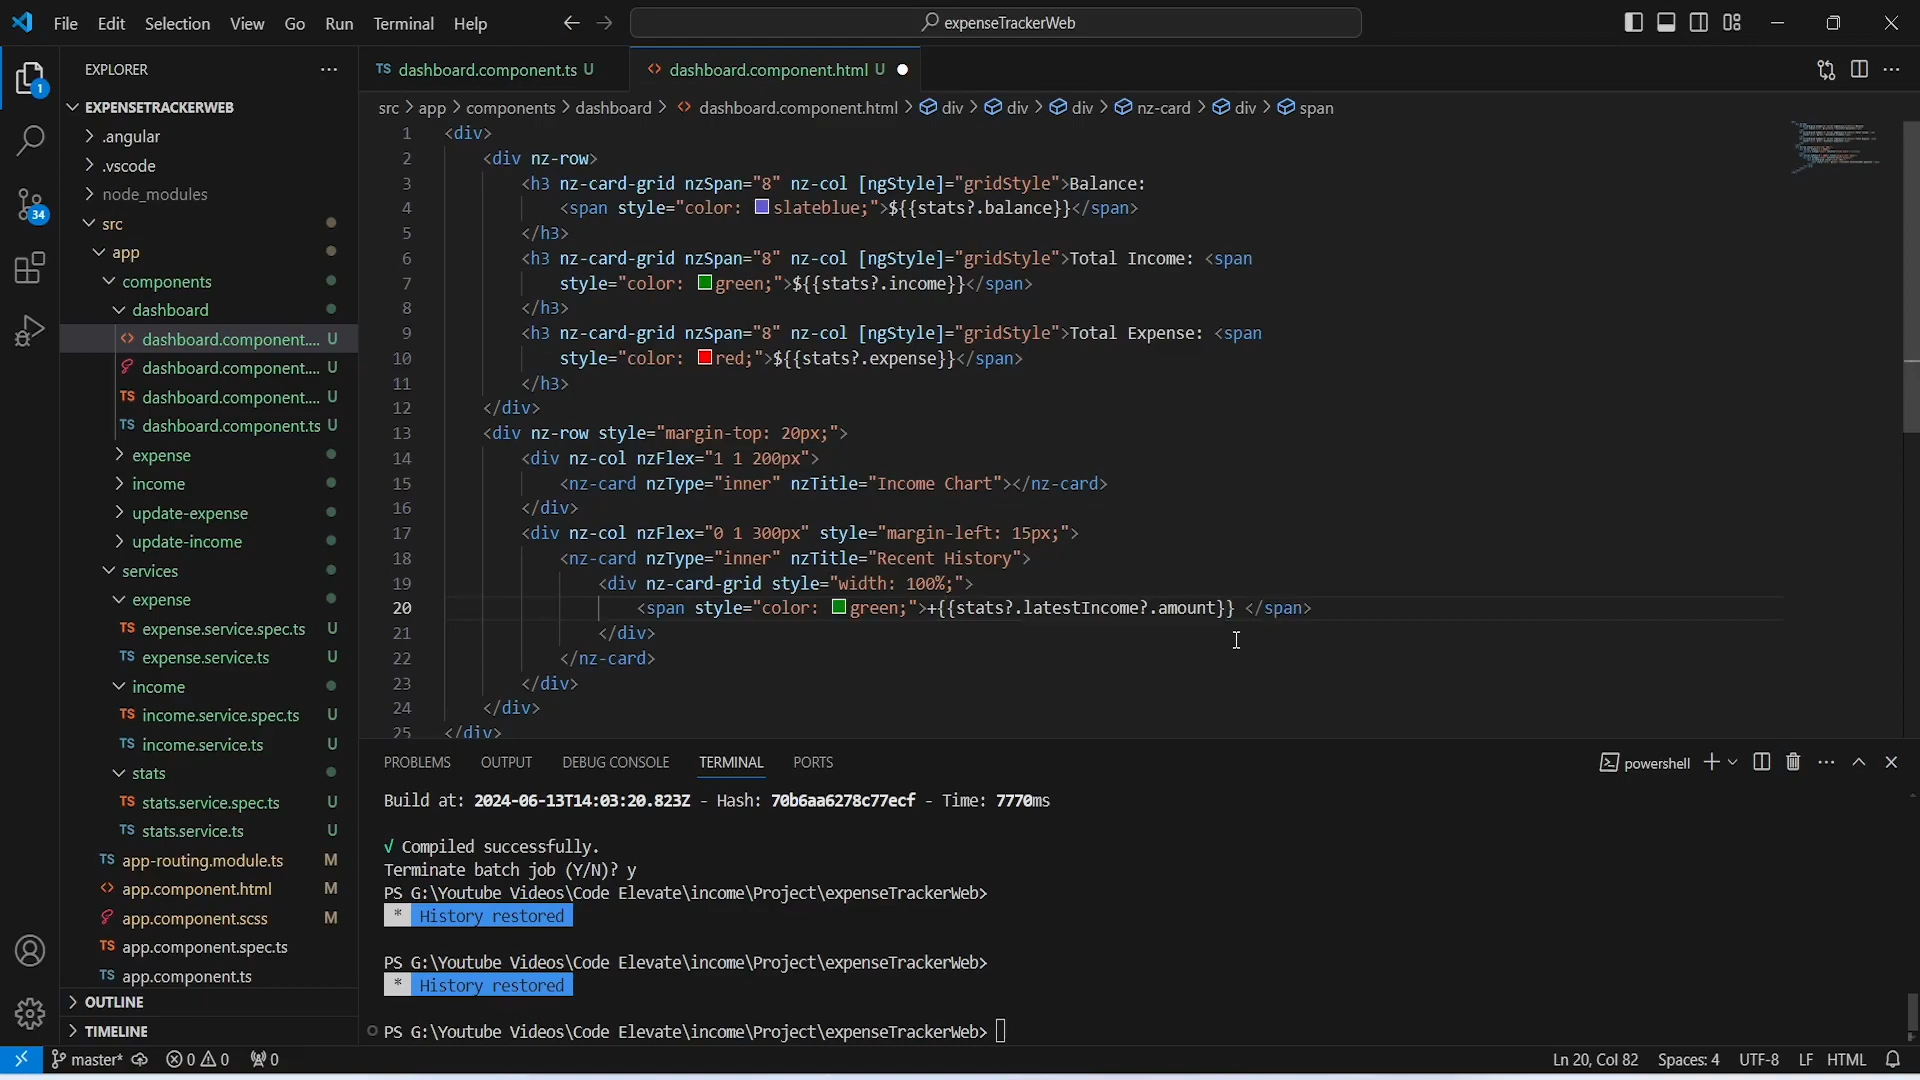 File Edit Selection View Go Run Terminal Help
expenseTrackerWeb
EXPLORER
TS dashboard.component.ts U
<> dashboard.component.html U
src > app > components > dashboard > <> dashboard.component.html > div > div > div > nz-card > div > span
EXPENSETRACKERWEB
.angular
.vscode
node_modules
src
app
components
dashboard
<> dashboard.component.... U
dashboard.component.... U
TS dashboard.component.... U
TS dashboard.component.ts U
expense
income
update-expense
update-income
services
expense
TS expense.service.spec.ts U
TS expense.service.ts U
income
TS income.service.spec.ts U
TS income.service.ts U
stats
TS stats.service.spec.ts U
TS stats.service.ts U
TS app-routing.module.ts M
<> app.component.html M
app.component.scss M
TS app.component.spec.ts
TS app.component.ts
OUTLINE
TIMELINE
1
34
1 <div>
2 <div nz-row>
3 <h3 nz-card-grid nzSpan="8" nz-col [ngStyle]="gridStyle">Balance:
4 <span style="color: slateblue;">${{stats?.balance}}</span>
5 </h3>
6 <h3 nz-card-grid nzSpan="8" nz-col [ngStyle]="gridStyle">Total Income: <span
7 style="color: green;">${{stats?.income}}</span>
8 </h3>
9 <h3 nz-card-grid nzSpan="8" nz-col [ngStyle]="gridStyle">Total Expense: <span
10 style="color: red;">${{stats?.expense}}</span>
11 </h3>
12 </div>
13 <div nz-row style="margin-top: 20px;">
14 <div nz-col nzFlex="1 1 200px">
15 <nz-card nzType="inner" nzTitle="Income Chart"></nz-card>
16 </div>
17 <div nz-col nzFlex="0 1 300px" style="margin-left: 15px;">
18 <nz-card nzType="inner" nzTitle="Recent History">
19 <div nz-card-grid style="width: 100%;">
20 <span style="color: green;">+{{stats?.latestIncome?.amount}} </span>
21 </div>
22 </nz-card>
23 </div>
24 </div>
25 </div>
PROBLEMS OUTPUT DEBUG CONSOLE TERMINAL PORTS
powershell
Build at: 2024-06-13T14:03:20.823Z - Hash: 70b6aa6278c77ecf - Time: 7770ms
√ Compiled successfully.
Terminate batch job (Y/N)? y
PS G:\Youtube Videos\Code Elevate\income\Project\expenseTrackerWeb>
* History restored
PS G:\Youtube Videos\Code Elevate\income\Project\expenseTrackerWeb>
* History restored
PS G:\Youtube Videos\Code Elevate\income\Project\expenseTrackerWeb>
master* 0 0 0
Ln 20, Col 82 Spaces: 4 UTF-8 LF HTML